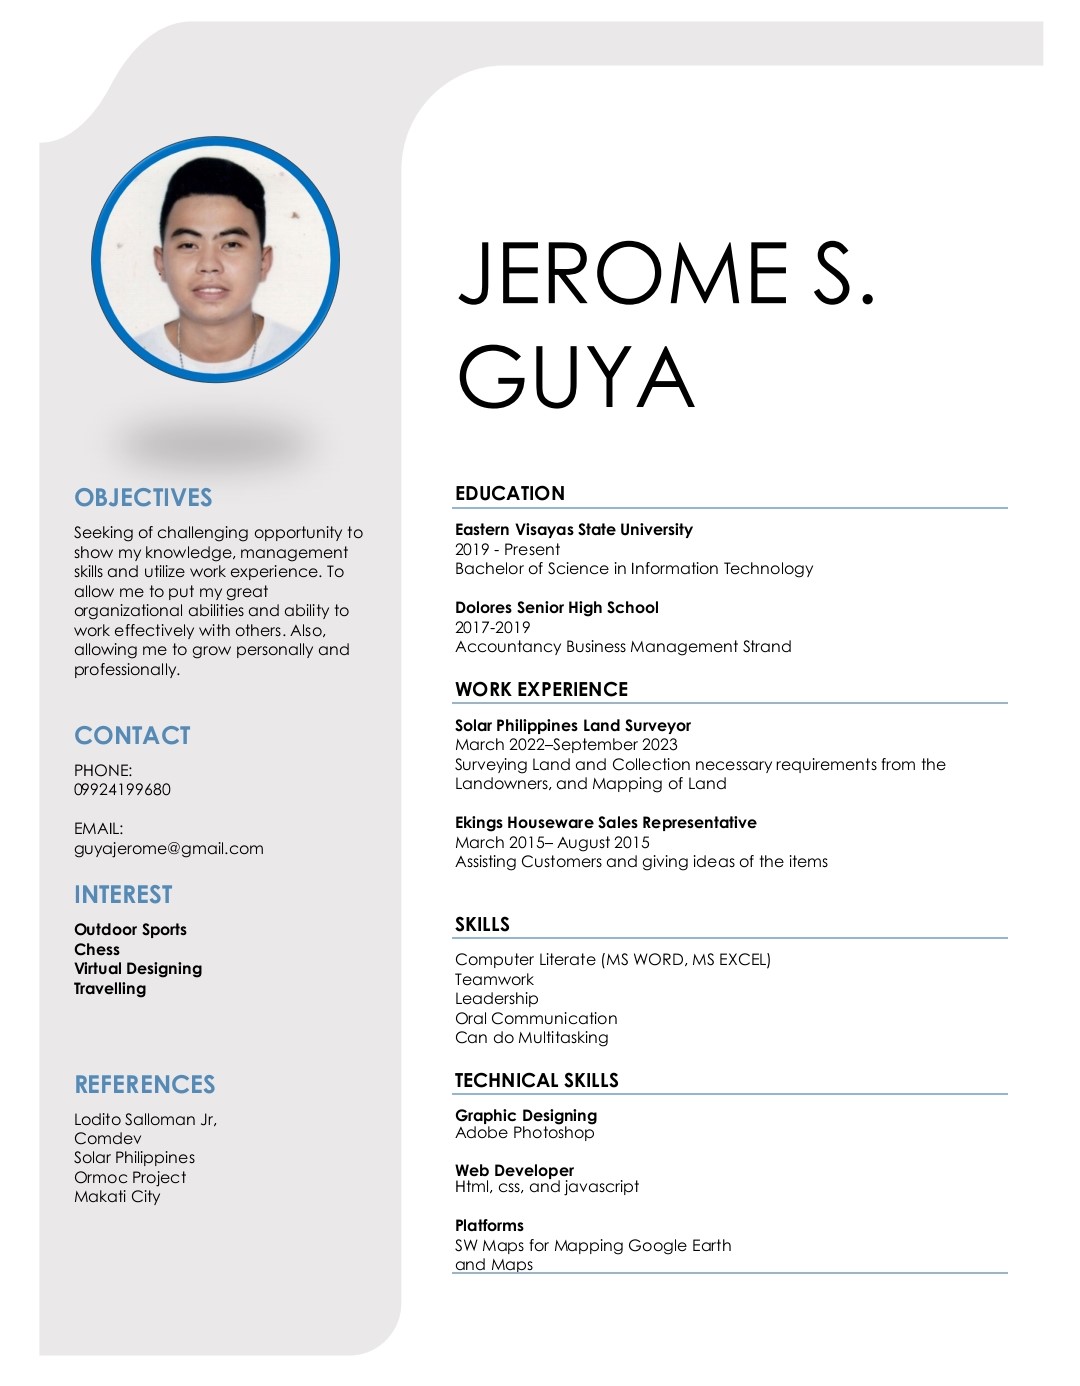 JEROME S.
GUYA
OBJECTIVES
Seeking of challenging opportunity to
show my knowledge, management
skills and utilize work experience. To
allow me to put my great
organizational abilities and ability to
work effectively with others. Also,
allowing me to grow personally and
professionally.
CONTACT
PHONE:
09924199680
EMAIL:
guyajerome@gmail.com
INTEREST
Outdoor Sports
Chess
Virtual Designing
Travelling
REFERENCES
Lodito Salloman Jr,
Comdev
Solar Philippines
Ormoc Project
Makati City
EDUCATION
Eastern Visayas State University
2019 - Present
Bachelor of Science in Information Technology
Dolores Senior High School
2017-2019
Accountancy Business Management Strand
WORK EXPERIENCE
Solar Philippines Land Surveyor
March 2022–September 2023
Surveying Land and Collection necessary requirements from the
Landowners, and Mapping of Land
Ekings Houseware Sales Representative
March 2015– August 2015
Assisting Customers and giving ideas of the items
SKILLS
Computer Literate (MS WORD, MS EXCEL)
Teamwork
Leadership
Oral Communication
Can do Multitasking
TECHNICAL SKILLS
Graphic Designing
Adobe Photoshop
Web Developer
Html, css, and javascript
Platforms
SW Maps for Mapping Google Earth
and Maps